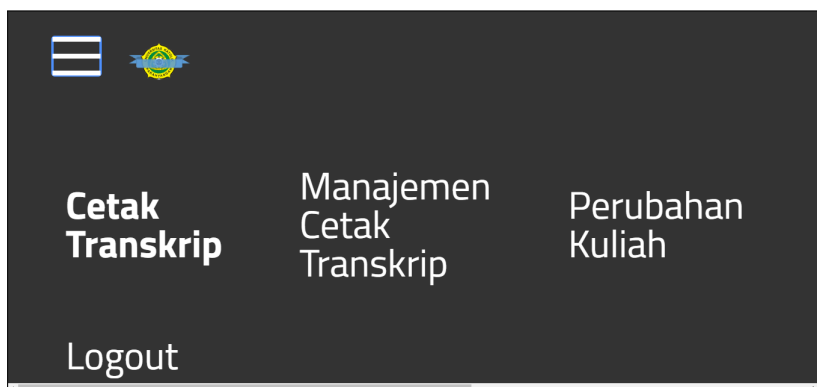 Cetak
Transkrip
Manajemen
Cetak
Transkrip
Perubahan
Kuliah
Logout